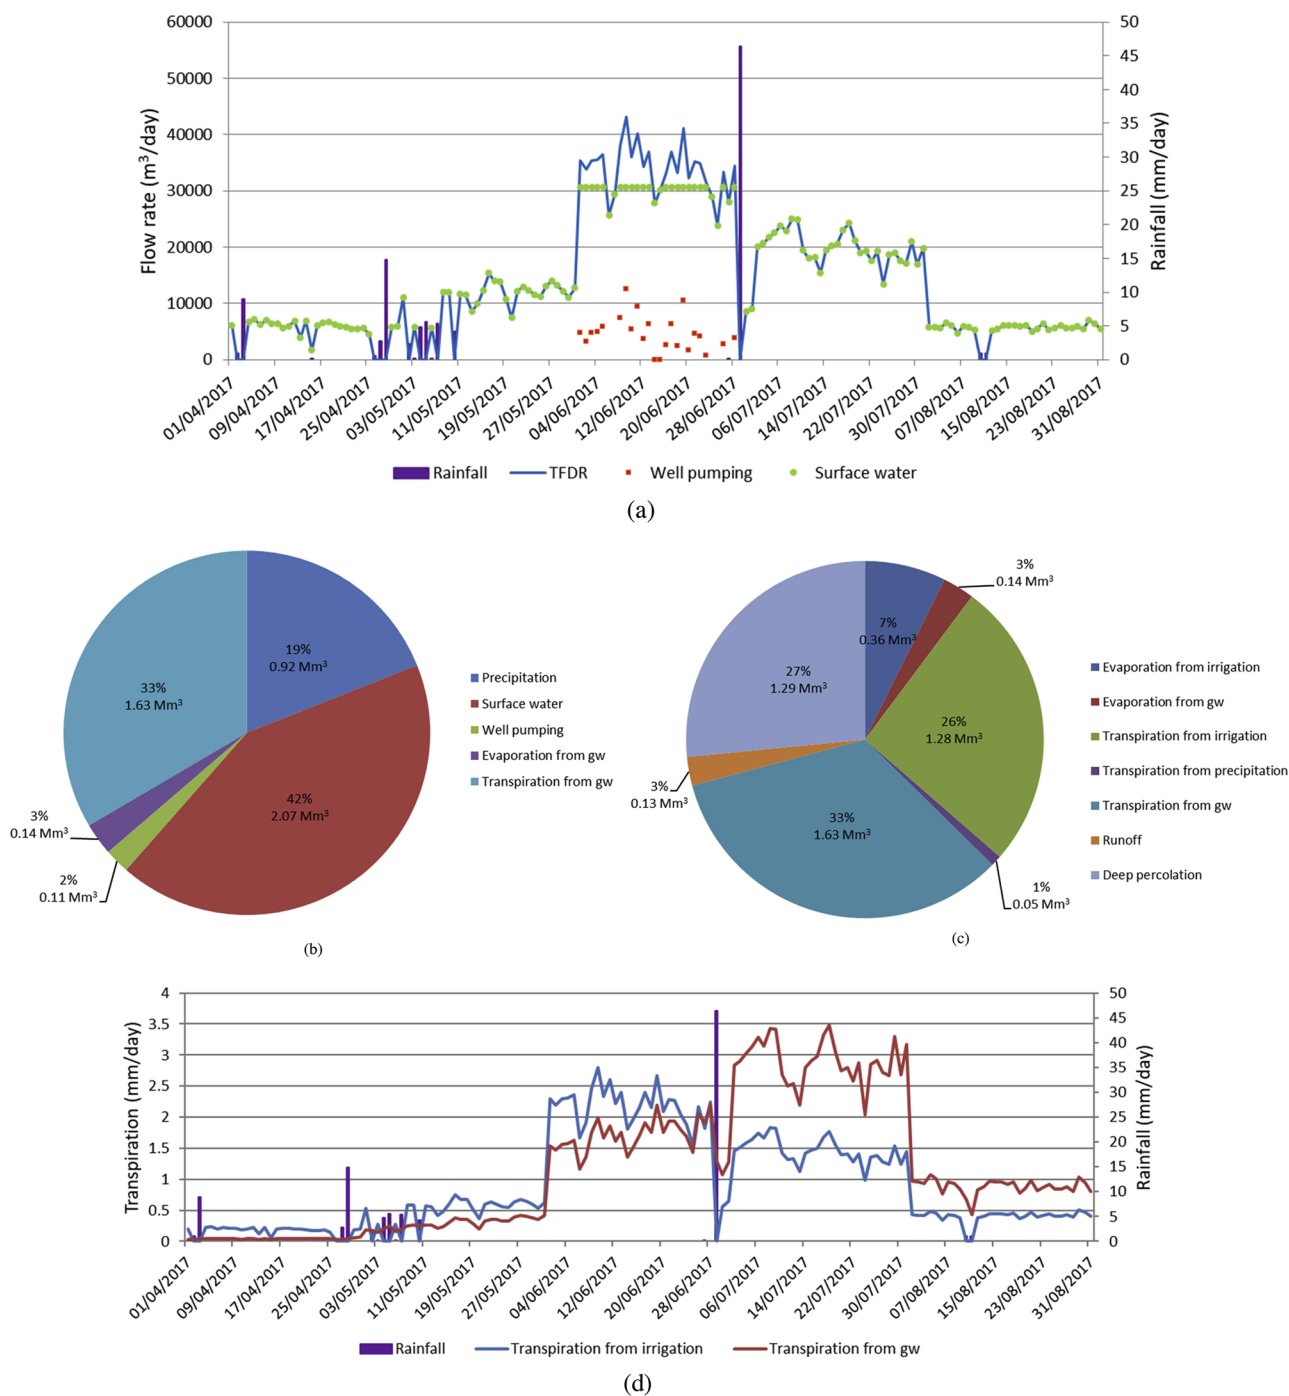 60000
50000
40000
30000
20000
10000
0
Flow rate (m³/day)
50
45
40
35
30
25
20
15
10
5
0
Rainfall (mm/day)
01/04/2017
09/04/2017
17/04/2017
25/04/2017
03/05/2017
11/05/2017
19/05/2017
27/05/2017
04/06/2017
12/06/2017
20/06/2017
28/06/2017
06/07/2017
14/07/2017
22/07/2017
30/07/2017
07/08/2017
15/08/2017
23/08/2017
31/08/2017
Rainfall TFDR Well pumping Surface water
(a)
19%
0.92 Mm³
33%
1.63 Mm³
42%
2.07 Mm³
3%
0.14 Mm³
2%
0.11 Mm³
Precipitation
Surface water
Well pumping
Evaporation from gw
Transpiration from gw
(b)
3%
0.14 Mm³
7%
0.36 Mm³
27%
1.29 Mm³
26%
1.28 Mm³
3%
0.13 Mm³
33%
1.63 Mm³
1%
0.05 Mm³
Evaporation from irrigation
Evaporation from gw
Transpiration from irrigation
Transpiration from precipitation
Transpiration from gw
Runoff
Deep percolation
(c)
4
3.5
3
2.5
2
1.5
1
0.5
0
Transpiration (mm/day)
50
45
40
35
30
25
20
15
10
5
0
Rainfall (mm/day)
01/04/2017
09/04/2017
17/04/2017
25/04/2017
03/05/2017
11/05/2017
19/05/2017
27/05/2017
04/06/2017
12/06/2017
20/06/2017
28/06/2017
06/07/2017
14/07/2017
22/07/2017
30/07/2017
07/08/2017
15/08/2017
23/08/2017
31/08/2017
Rainfall Transpiration from irrigation Transpiration from gw
(d)